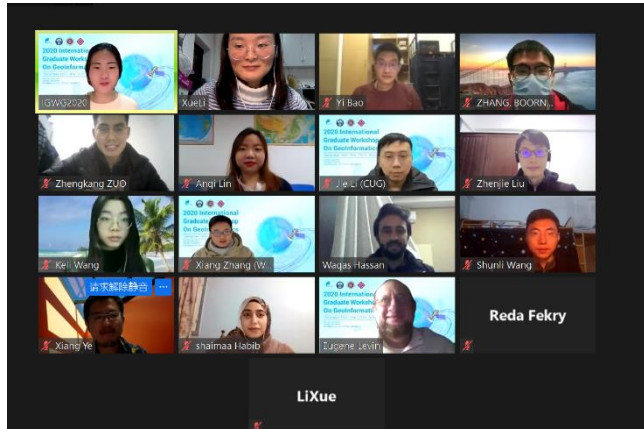 2020 International
Graduate Workshop
On Geoinformatics
IGWG2020
XueLi
Yi Bao
ZHANG, BOORN...
Zhengkang ZUO
Anqi Lin
2020 International
Graduate Workshop
On Geoinformatics
Jie Li (CUG)
Zhenjie Liu
Keli Wang
2020 International
On Geoinformatics
Xiang Zhang (W...
Waqas Hassan
Shunli Wang
请求解除静音 ...
Xiang Ye
shaimaa Habib
2020 International
Graduate Workshop
On Geoinformatics
Eugene Levin
Reda Fekry
LiXue